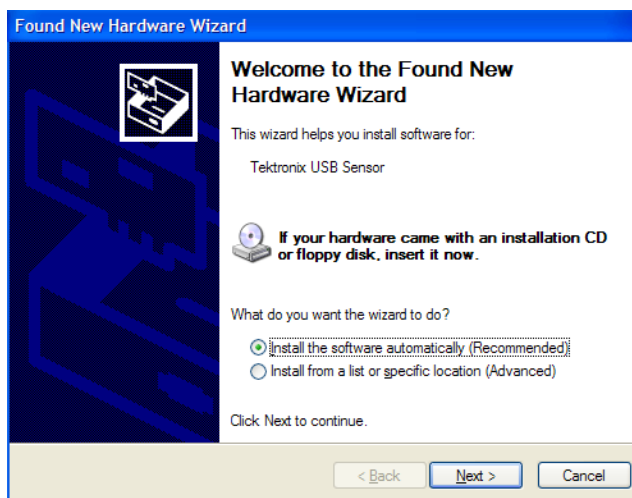 Found New Hardware Wizard
Welcome to the Found New
Hardware Wizard
This wizard helps you install software for:
Tektronix USB Sensor
If your hardware came with an installation CD
or floppy disk, insert it now.
What do you want the wizard to do?
Install the software automatically (Recommended)
Install from a list or specific location (Advanced)
Click Next to continue.
< Back
Next >
Cancel